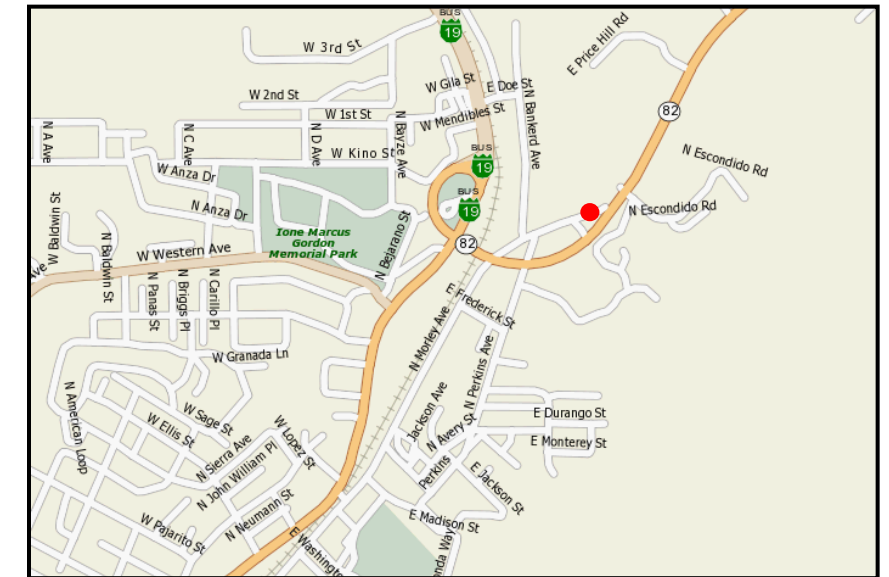 BUS
19
W 3rd St
E Price Hill Rd
W Gila St
E Doe St
W 2nd St
N Bankerd Ave
W 1st St
W Mendibles St
82
N A Ave
N C Ave
N D Ave
N Bayze Ave
W Kino St
BUS
19
N Escondido Rd
W Anza Dr
BUS
19
N Anza Dr
N Escondido Rd
W Baldwin St
N Baldwin St
Ione Marcus
Gordon
Memorial Park
N Bejarano St
82
W Western Ave
Ave
N Panas St
N Briggs Pl
N Carillo Pl
E Frederick St
N Morley Ave
W Granada Ln
N Perkins Ave
N American Loop
Jackson Ave
W Sage St
E Durango St
W Ellis St
N Sierra Ave
W Lopez St
N Avery St
E Monterey St
N John William Pl
Perkins
E Jackson St
N Neumann St
W Pajarito St
E Madison St
E Washington
onda Way